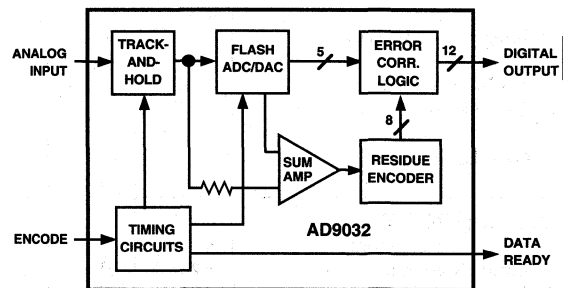 ANALOG
INPUT
TRACK-
AND-
HOLD
FLASH
ADC/DAC
5
ERROR
CORR.
LOGIC
12
DIGITAL
OUTPUT
8
SUM
AMP
RESIDUE
ENCODER
ENCODE
TIMING
CIRCUITS
AD9032
DATA
READY